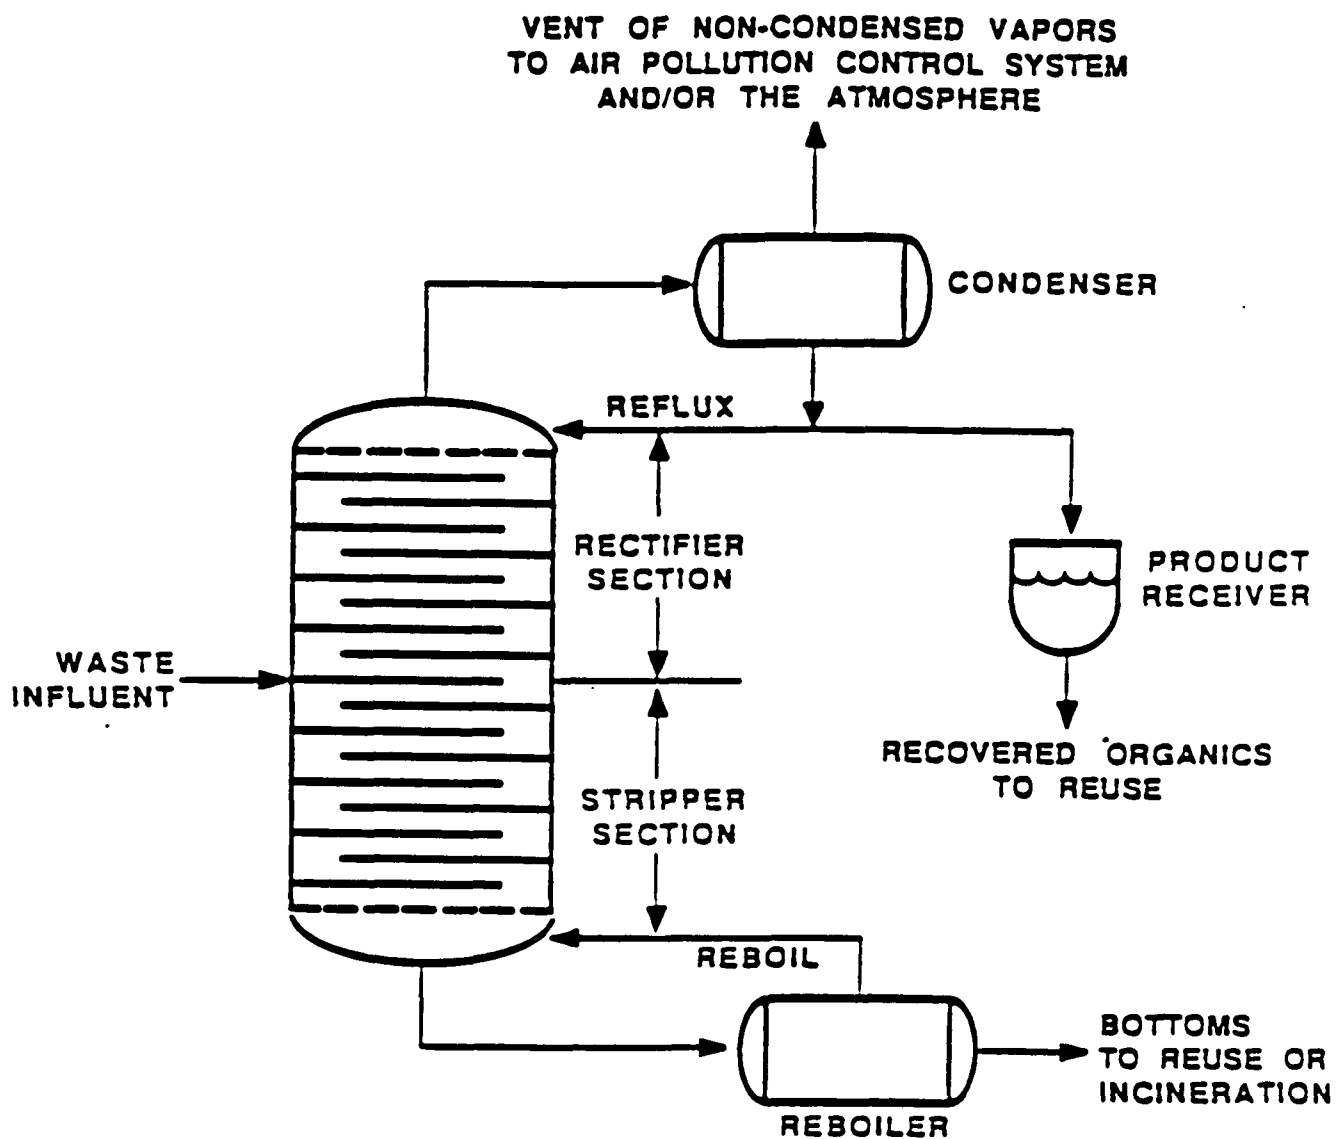 VENT OF NON-CONDENSED VAPORS
TO AIR POLLUTION CONTROL SYSTEM
AND/OR THE ATMOSPHERE
CONDENSER
REFLUX
RECTIFIER
SECTION
PRODUCT
RECEIVER
WASTE
INFLUENT
RECOVERED ORGANICS
TO REUSE
STRIPPER
SECTION
REBOIL
BOTTOMS
TO REUSE OR
INCINERATION
REBOILER